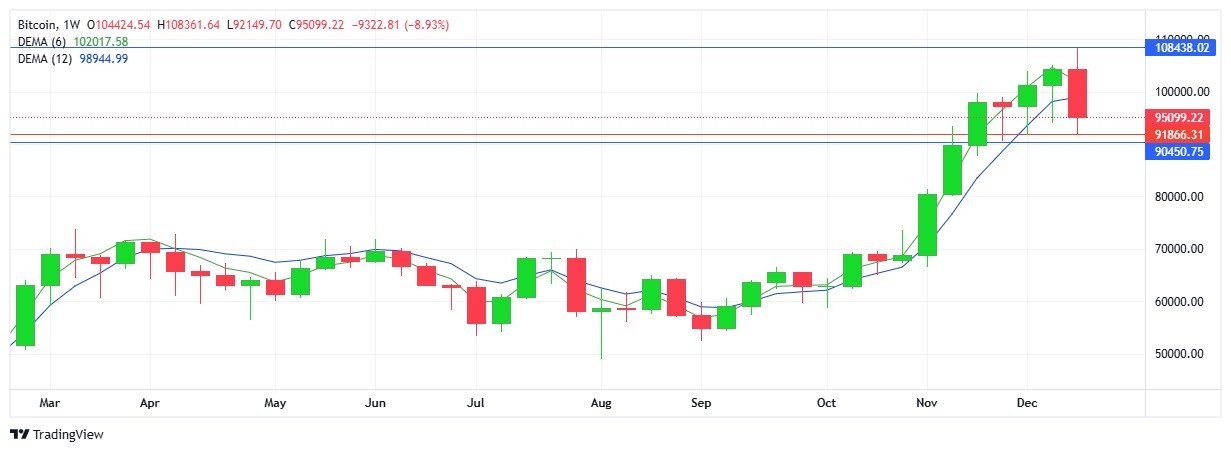 Bitcoin, 1W O104424.54 H108361.64 L92149.70 C95099.22 −9322.81 (−8.93%)
DEMA (6) 102017.58
DEMA (12) 98944.99
110000.00
108438.02
100000.00
95099.22
91866.31
90450.75
80000.00
70000.00
60000.00
50000.00
Mar Apr May Jun Jul Aug Sep Oct Nov Dec
TradingView